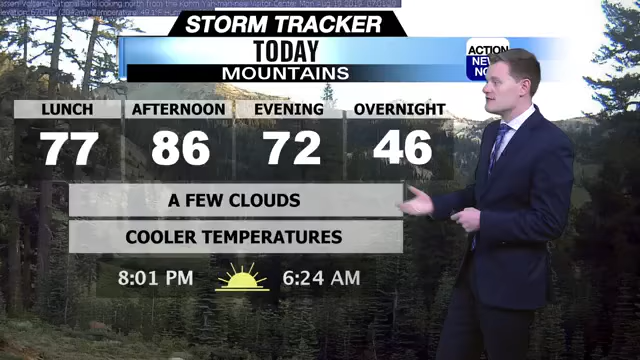 STORM TRACKER
TODAY
MOUNTAINS
ACTION
NEWS
LUNCH AFTERNOON EVENING OVERNIGHT
77 86 72 46
A FEW CLOUDS
COOLER TEMPERATURES
8:01 PM 6:24 AM